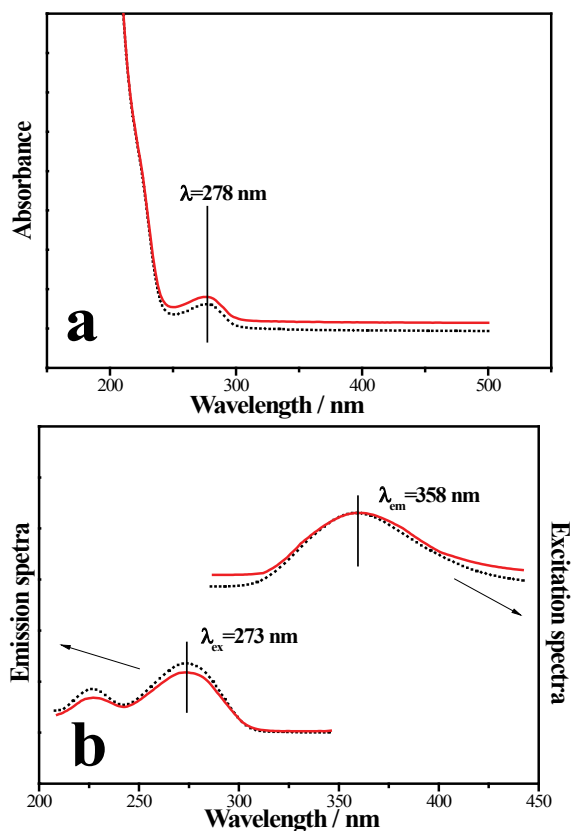 Absorbance
λ=278 nm
a
200 300 400 500
Wavelength / nm
Emission spetra
λem=358 nm
Excitation spectra
λex=273 nm
b
200 250 300 350 400 450
Wavelength / nm